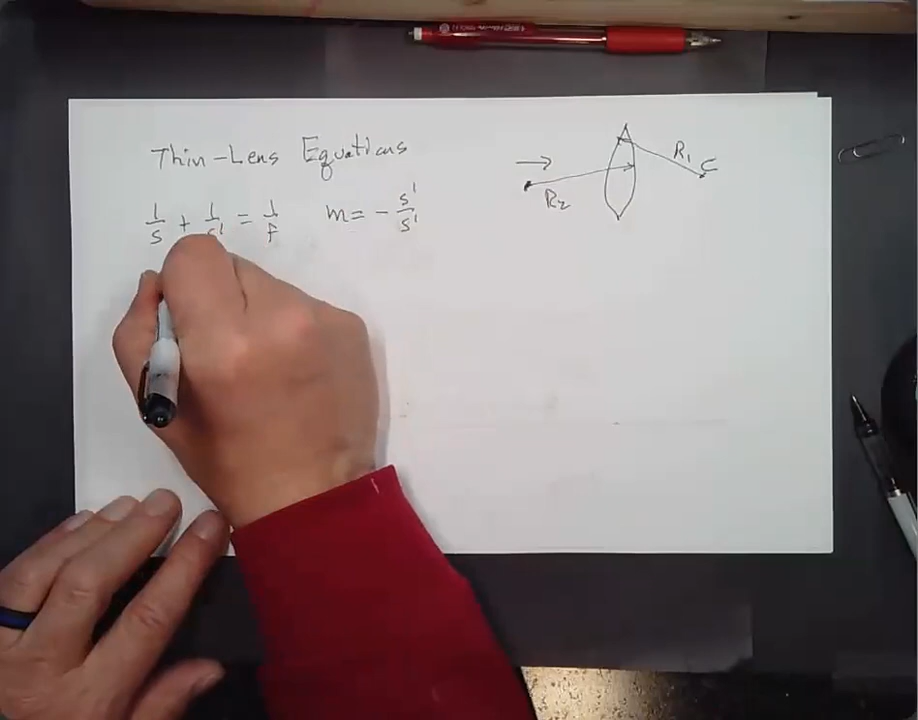 Thin-Lens Equations
1/s + 1/s' = 1/f m = - s'/s'
R₁ C
R₂